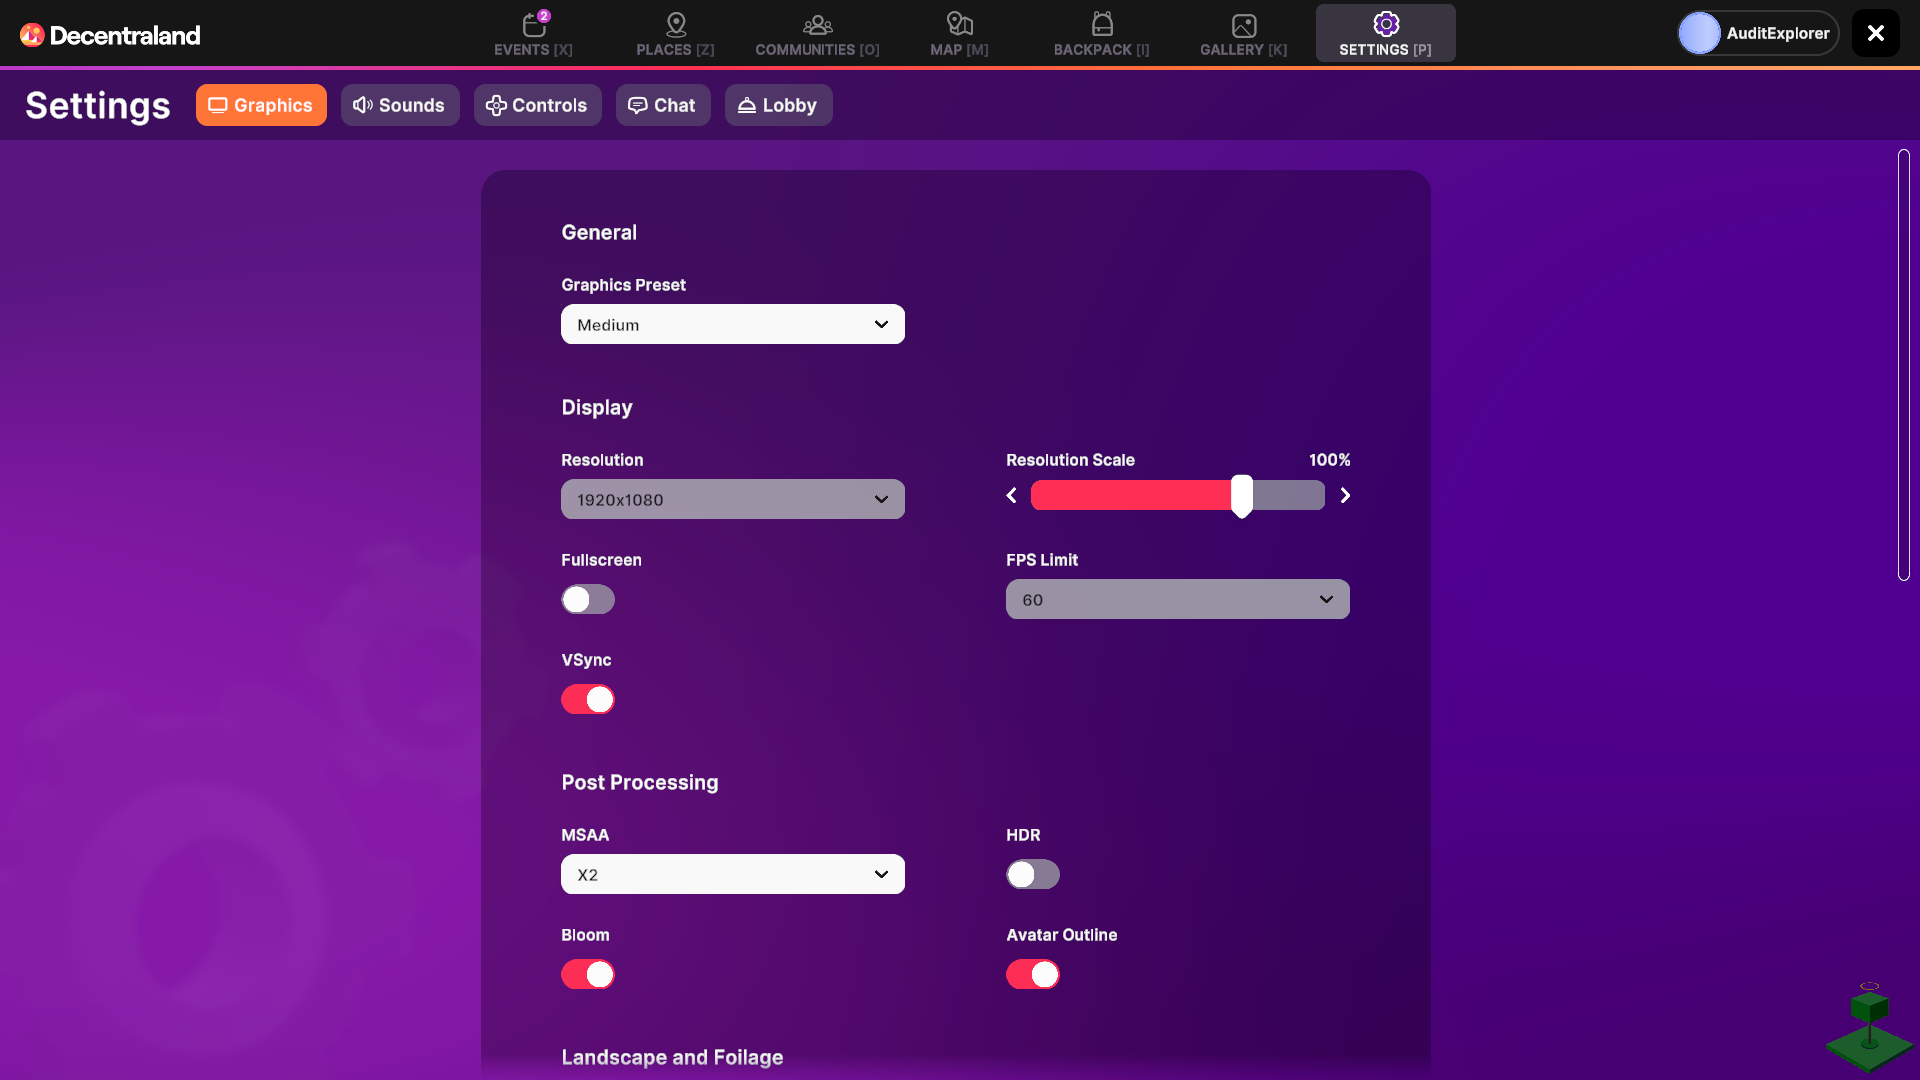 Decentraland
2
EVENTS [X]
PLACES [Z]
COMMUNITIES [O]
MAP [M]
BACKPACK [I]
GALLERY [K]
SETTINGS [P]
AuditExplorer
Settings
Graphics
Sounds
Controls
Chat
Lobby
General
Graphics Preset
Medium
Display
Resolution
1920x1080
Resolution Scale
100%
Fullscreen
FPS Limit
60
VSync
Post Processing
MSAA
X2
HDR
Bloom
Avatar Outline
Landscape and Foilage